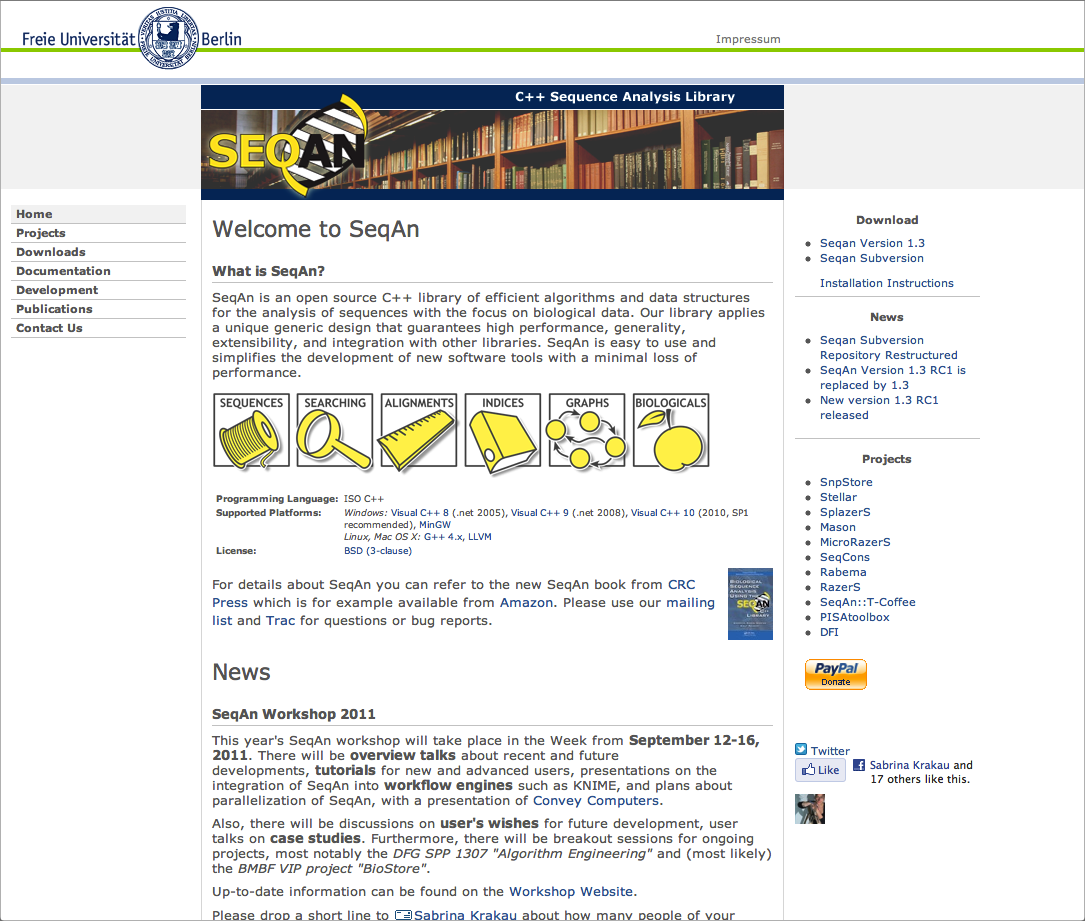 Freie Universität Berlin
Impressum
C++ Sequence Analysis Library
SEQAN
Home
Projects
Downloads
Documentation
Development
Publications
Contact Us
Welcome to SeqAn
What is SeqAn?
SeqAn is an open source C++ library of efficient algorithms and data structures
for the analysis of sequences with the focus on biological data. Our library applies
a unique generic design that guarantees high performance, generality,
extensibility, and integration with other libraries. SeqAn is easy to use and
simplifies the development of new software tools with a minimal loss of
performance.
SEQUENCES SEARCHING ALIGNMENTS INDICES GRAPHS BIOLOGICALS
Programming Language: ISO C++
Supported Platforms: Windows: Visual C++ 8 (.net 2005), Visual C++ 9 (.net 2008), Visual C++ 10 (2010, SP1
recommended), MinGW
Linux, Mac OS X: G++ 4.x, LLVM
License: BSD (3-clause)
For details about SeqAn you can refer to the new SeqAn book from CRC
Press which is for example available from Amazon. Please use our mailing
list and Trac for questions or bug reports.
BIOLOGICAL
SEQUENCE
ANALYSIS
USING THE
SEQAN
C++
LIBRARY
News
SeqAn Workshop 2011
This year's SeqAn workshop will take place in the Week from September 12-16,
2011. There will be overview talks about recent and future
developments, tutorials for new and advanced users, presentations on the
integration of SeqAn into workflow engines such as KNIME, and plans about
parallelization of SeqAn, with a presentation of Convey Computers.
Also, there will be discussions on user's wishes for future development, user
talks on case studies. Furthermore, there will be breakout sessions for ongoing
projects, most notably the DFG SPP 1307 "Algorithm Engineering" and (most likely)
the BMBF VIP project "BioStore".
Up-to-date information can be found on the Workshop Website.
Please drop a short line to Sabrina Krakau about how many people of your
Download
Seqan Version 1.3
Seqan Subversion
Installation Instructions
News
Seqan Subversion
Repository Restructured
SeqAn Version 1.3 RC1 is
replaced by 1.3
New version 1.3 RC1
released
Projects
SnpStore
Stellar
SplazerS
Mason
MicroRazerS
SeqCons
Rabema
RazerS
SeqAn::T-Coffee
PISAtoolbox
DFI
PayPal
Donate
Twitter
Like Sabrina Krakau and
17 others like this.